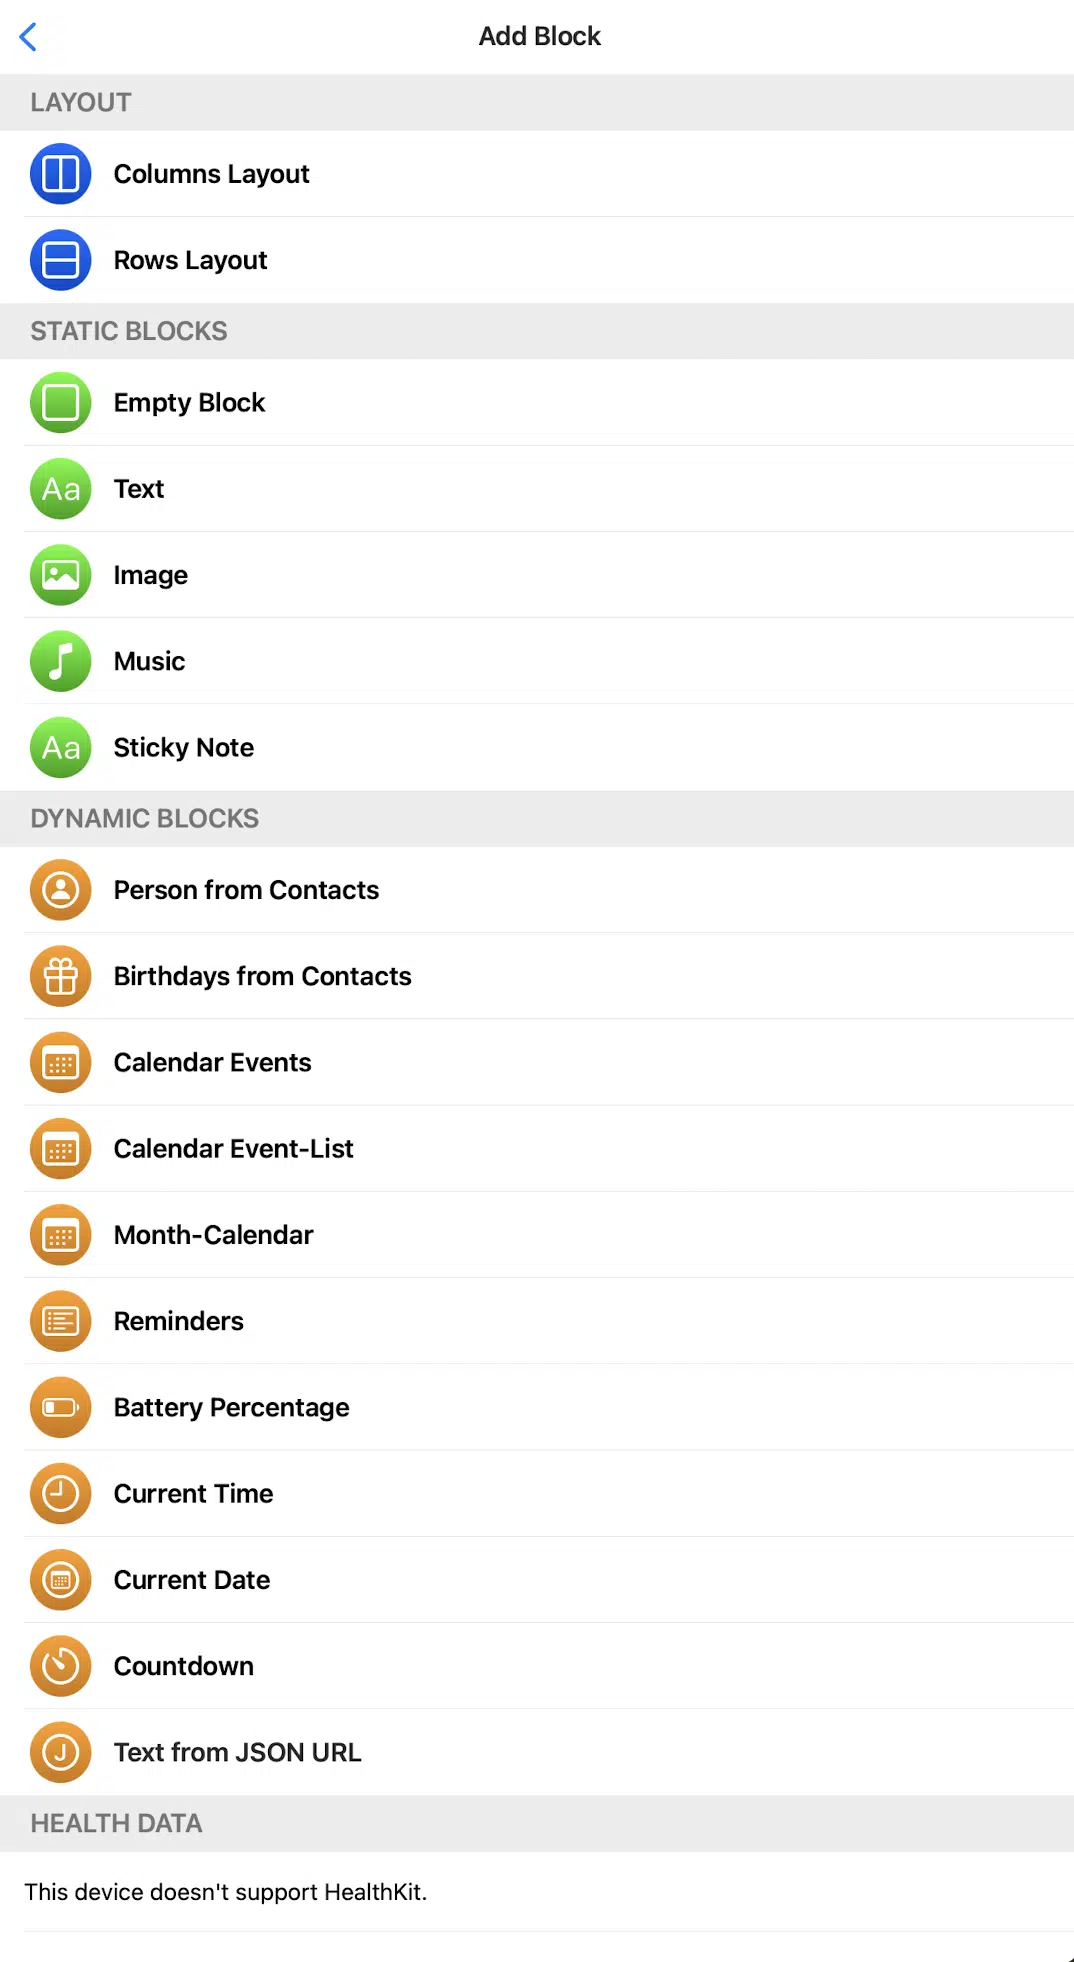 Add Block
LAYOUT
Columns Layout
Rows Layout
STATIC BLOCKS
Empty Block
Aa Text
Image
Music
Aa Sticky Note
DYNAMIC BLOCKS
Person from Contacts
Birthdays from Contacts
Calendar Events
Calendar Event-List
Month-Calendar
Reminders
Battery Percentage
Current Time
Current Date
Countdown
J Text from JSON URL
HEALTH DATA
This device doesn't support HealthKit.